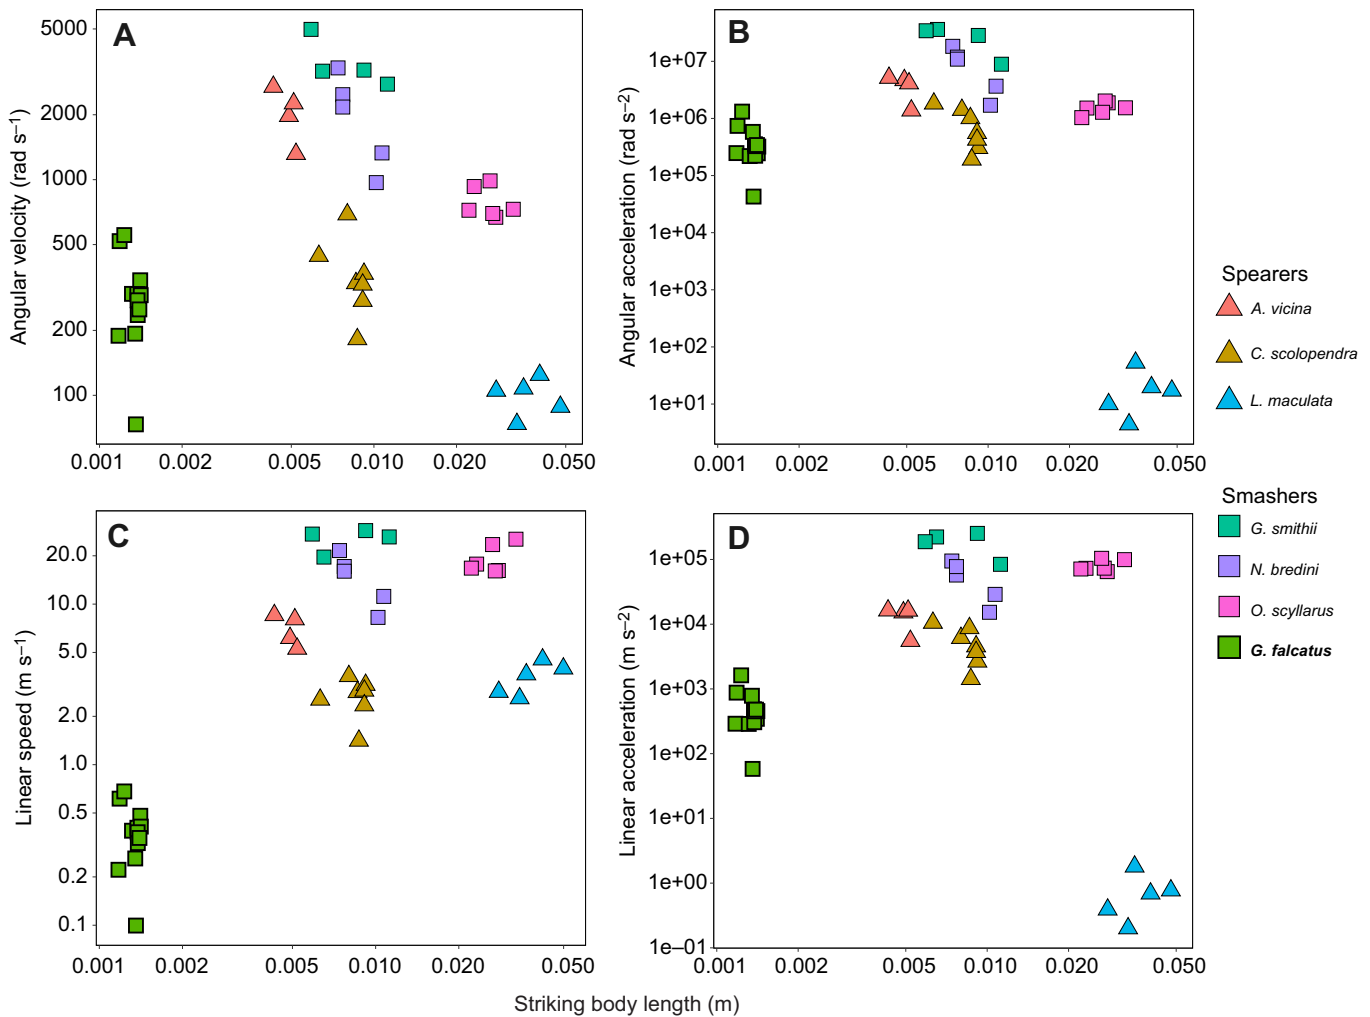 A
5000
2000
1000
500
200
100
Angular velocity (rad s−1)
0.001 0.002 0.005 0.010 0.020 0.050
B
1e+07
1e+06
1e+05
1e+04
1e+03
1e+02
1e+01
Angular acceleration (rad s−2)
0.001 0.002 0.005 0.010 0.020 0.050
Spearers
A. vicina
C. scolopendra
L. maculata
Smashers
G. smithii
N. bredini
O. scyllarus
G. falcatus
C
20.0
10.0
5.0
2.0
1.0
0.5
0.2
0.1
Linear speed (m s−1)
0.001 0.002 0.005 0.010 0.020 0.050
D
1e+05
1e+04
1e+03
1e+02
1e+01
1e+00
1e−01
Linear acceleration (m s−2)
0.001 0.002 0.005 0.010 0.020 0.050
Striking body length (m)